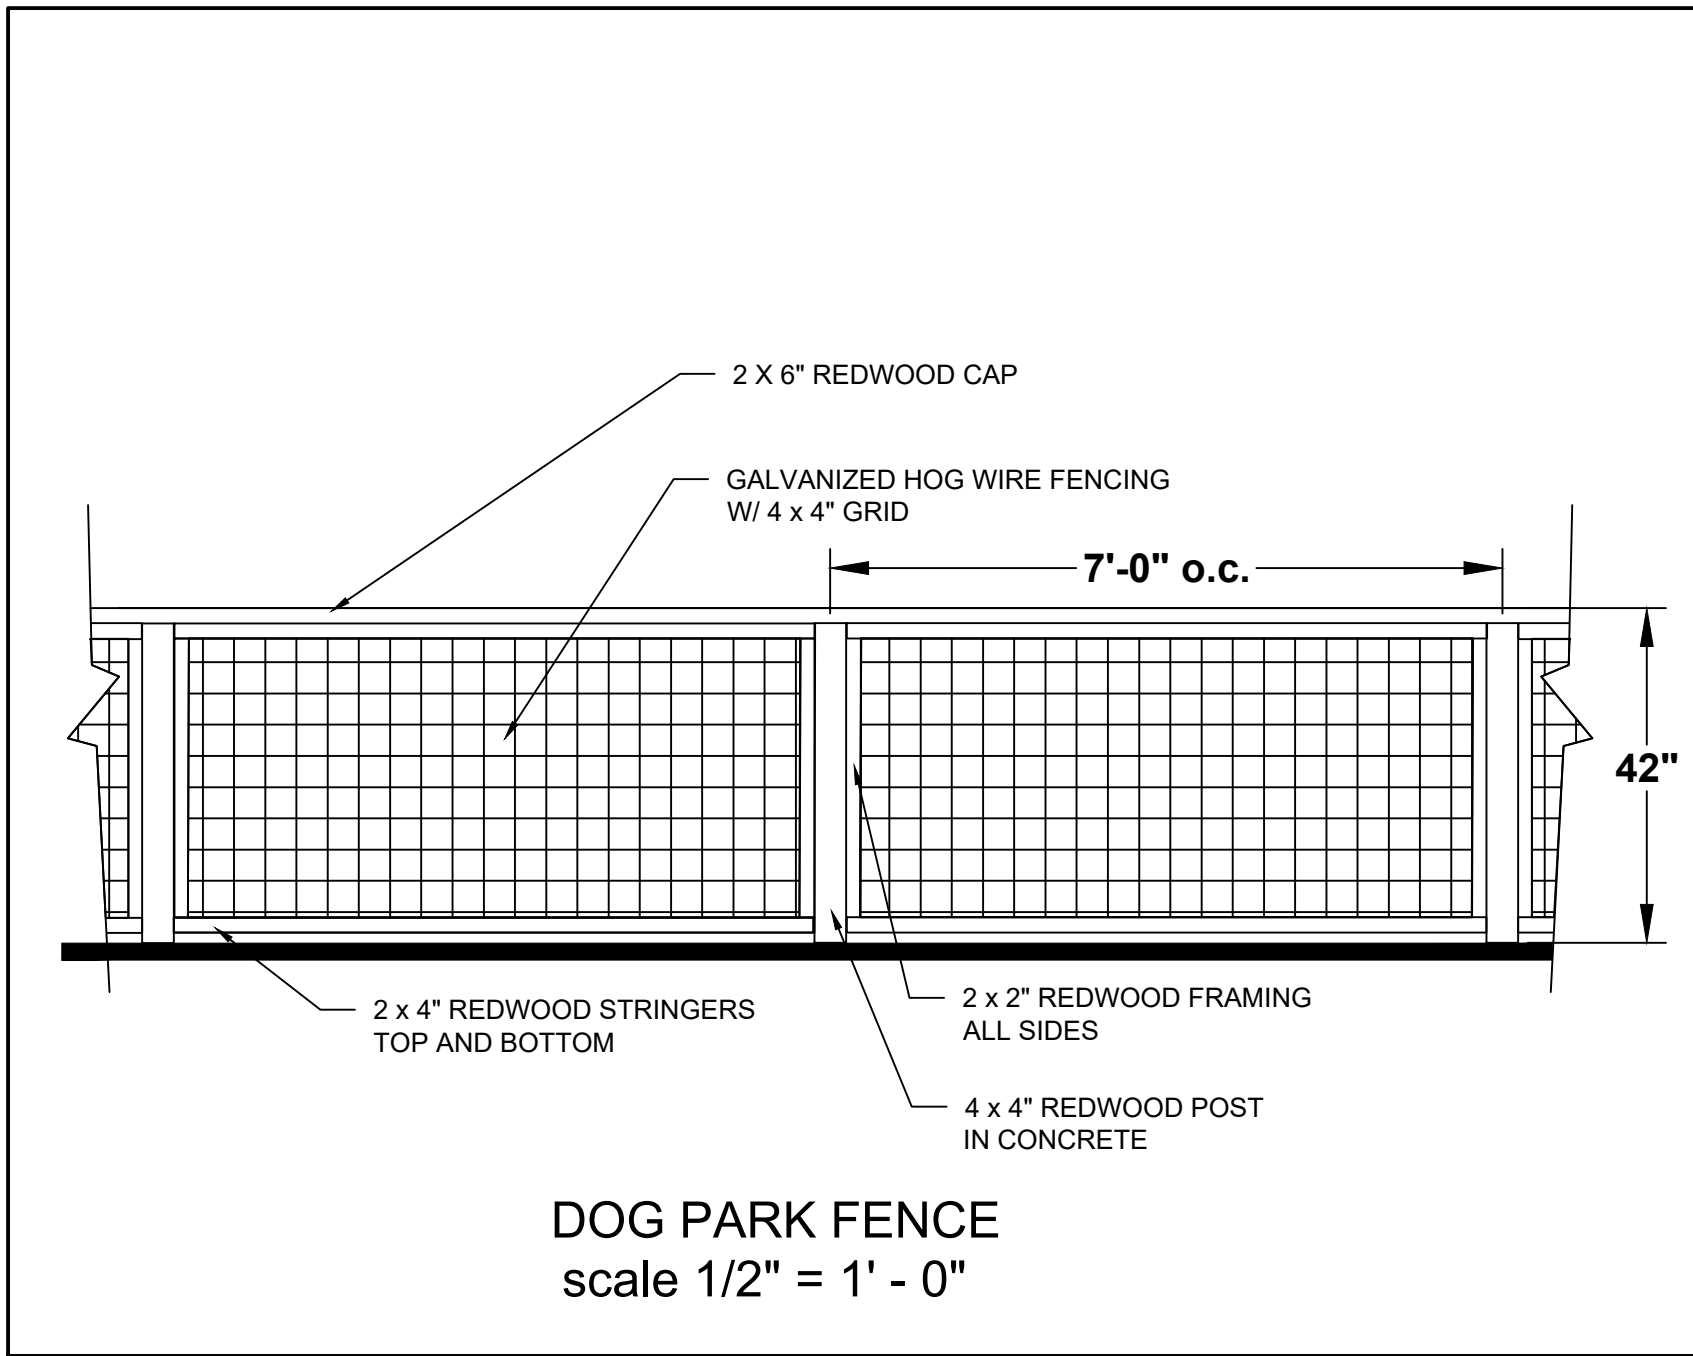 2 X 6" REDWOOD CAP
GALVANIZED HOG WIRE FENCING
W/ 4 x 4" GRID
7'-0" o.c.
42"
2 x 4" REDWOOD STRINGERS
TOP AND BOTTOM
2 x 2" REDWOOD FRAMING
ALL SIDES
4 x 4" REDWOOD POST
IN CONCRETE
DOG PARK FENCE
scale 1/2" = 1' - 0"